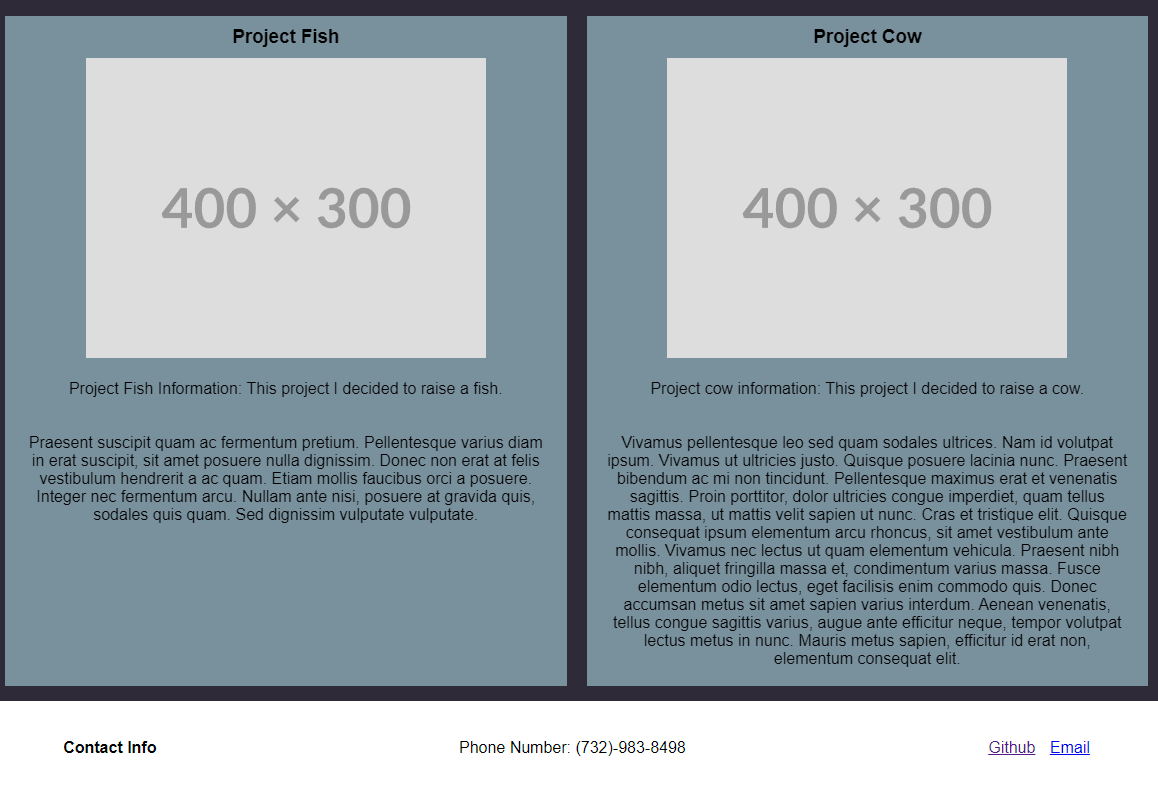 Project Fish
400 × 300
Project Fish Information: This project I decided to raise a fish.
Praesent suscipit quam ac fermentum pretium. Pellentesque varius diam
in erat suscipit, sit amet posuere nulla dignissim. Donec non erat at felis
vestibulum hendrerit a ac quam. Etiam mollis faucibus orci a posuere.
Integer nec fermentum arcu. Nullam ante nisi, posuere at gravida quis,
sodales quis quam. Sed dignissim vulputate vulputate.
Project Cow
400 × 300
Project cow information: This project I decided to raise a cow.
Vivamus pellentesque leo sed quam sodales ultrices. Nam id volutpat
ipsum. Vivamus ut ultricies justo. Quisque posuere lacinia nunc. Praesent
bibendum ac mi non tincidunt. Pellentesque maximus erat et venenatis
sagittis. Proin porttitor, dolor ultricies congue imperdiet, quam tellus
mattis massa, ut mattis velit sapien ut nunc. Cras et tristique elit. Quisque
consequat ipsum elementum arcu rhoncus, sit amet vestibulum ante
mollis. Vivamus nec lectus ut quam elementum vehicula. Praesent nibh
nibh, aliquet fringilla massa et, condimentum varius massa. Fusce
elementum odio lectus, eget facilisis enim commodo quis. Donec
accumsan metus sit amet sapien varius interdum. Aenean venenatis,
tellus congue sagittis varius, augue ante efficitur neque, tempor volutpat
lectus metus in nunc. Mauris metus sapien, efficitur id erat non,
elementum consequat elit.
Contact Info
Phone Number: (732)-983-8498
Github Email